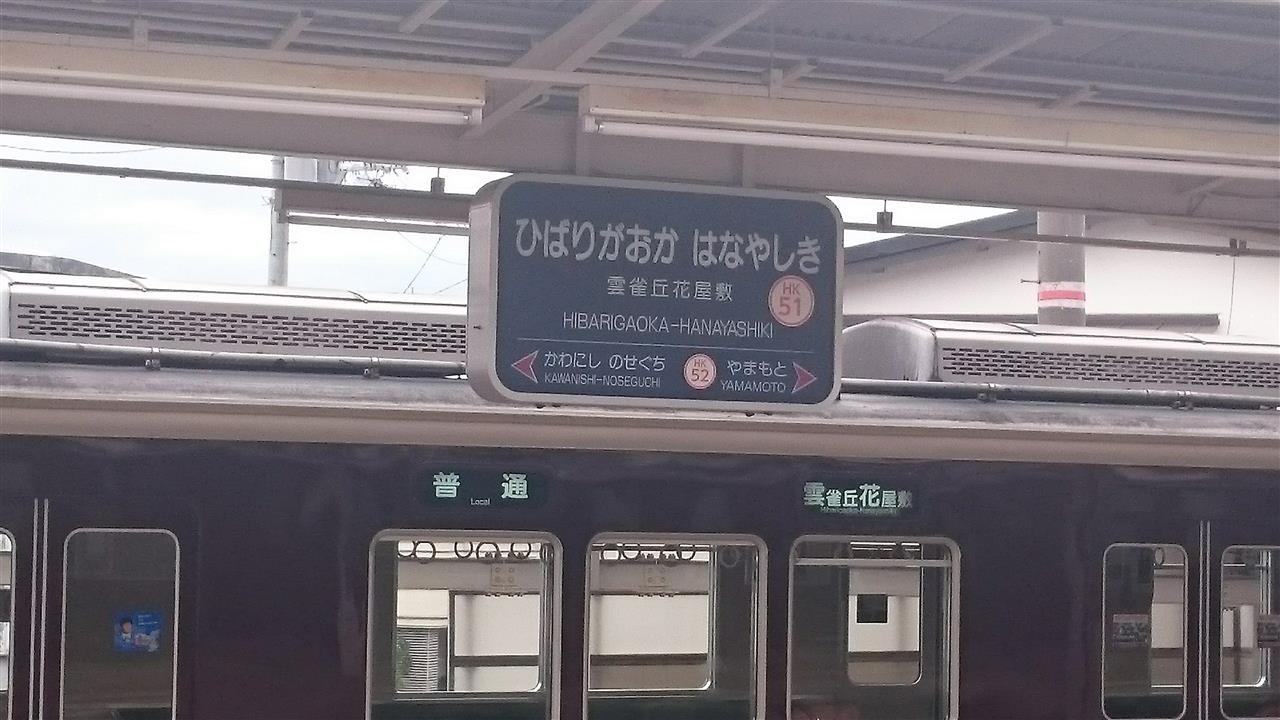 ひばりがおか はなやしき
雲雀丘花屋敷
HK
51
HIBARIGAOKA-HANAYASHIKI
かわにし のせぐち
KAWANISHI-NOSEGUCHI
HK
52
やまもと
YAMAMOTO
普通
Local
雲雀丘花屋敷
Hibarigaoka-Hanayashiki